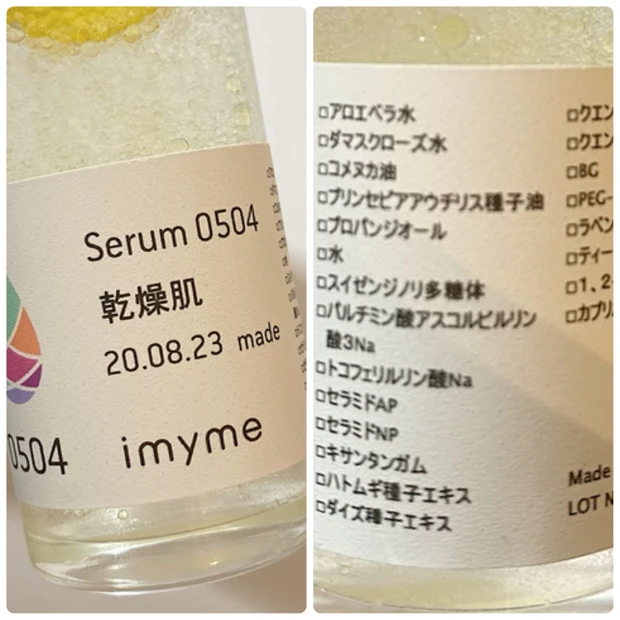 Serum 0504
乾燥肌
20.08.23 made
0504
imyme
□アロエベラ水
□ダマスクローズ水
□コメヌカ油
□プリンセピアアウチリス種子油
□プロパンジオール
□水
□スイゼンジノリ多糖体
□パルチミン酸アスコルビルリン
酸3Na
□トコフェリルリン酸Na
□セラミドAP
□セラミドNP
□キサンタンガム
□ハトムギ種子エキス
□ダイズ種子エキス
□クエン
□クエン
□BG
□PEG-
□ラベン
□ティー
□1、2-
□カプリ
Made
LOT N